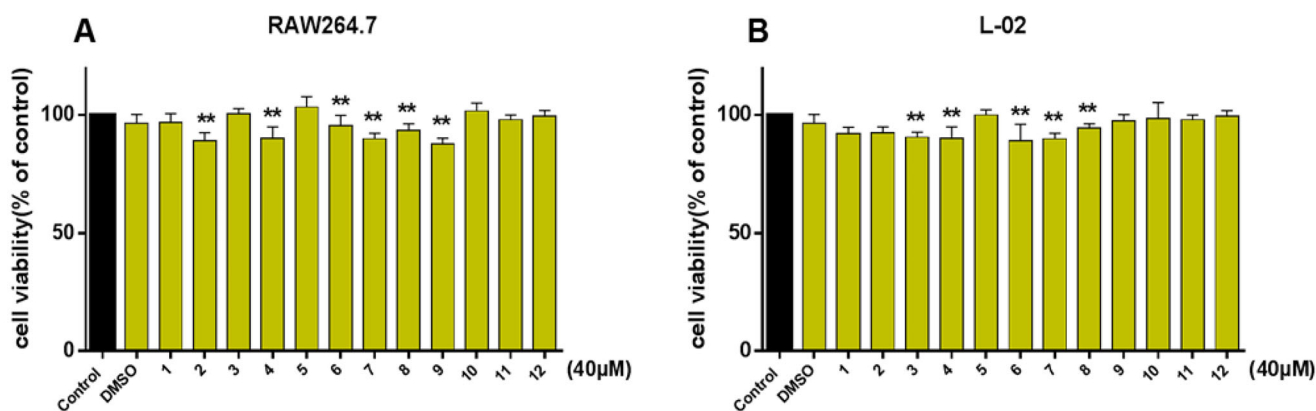 A
RAW264.7
cell viability(% of control)
100
50
0
** ** ** ** ** **
Control DMSO 1 2 3 4 5 6 7 8 9 10 11 12 (40μM)
B
L-02
cell viability(% of control)
100
50
0
** ** ** ** **
Control DMSO 1 2 3 4 5 6 7 8 9 10 11 12 (40μM)